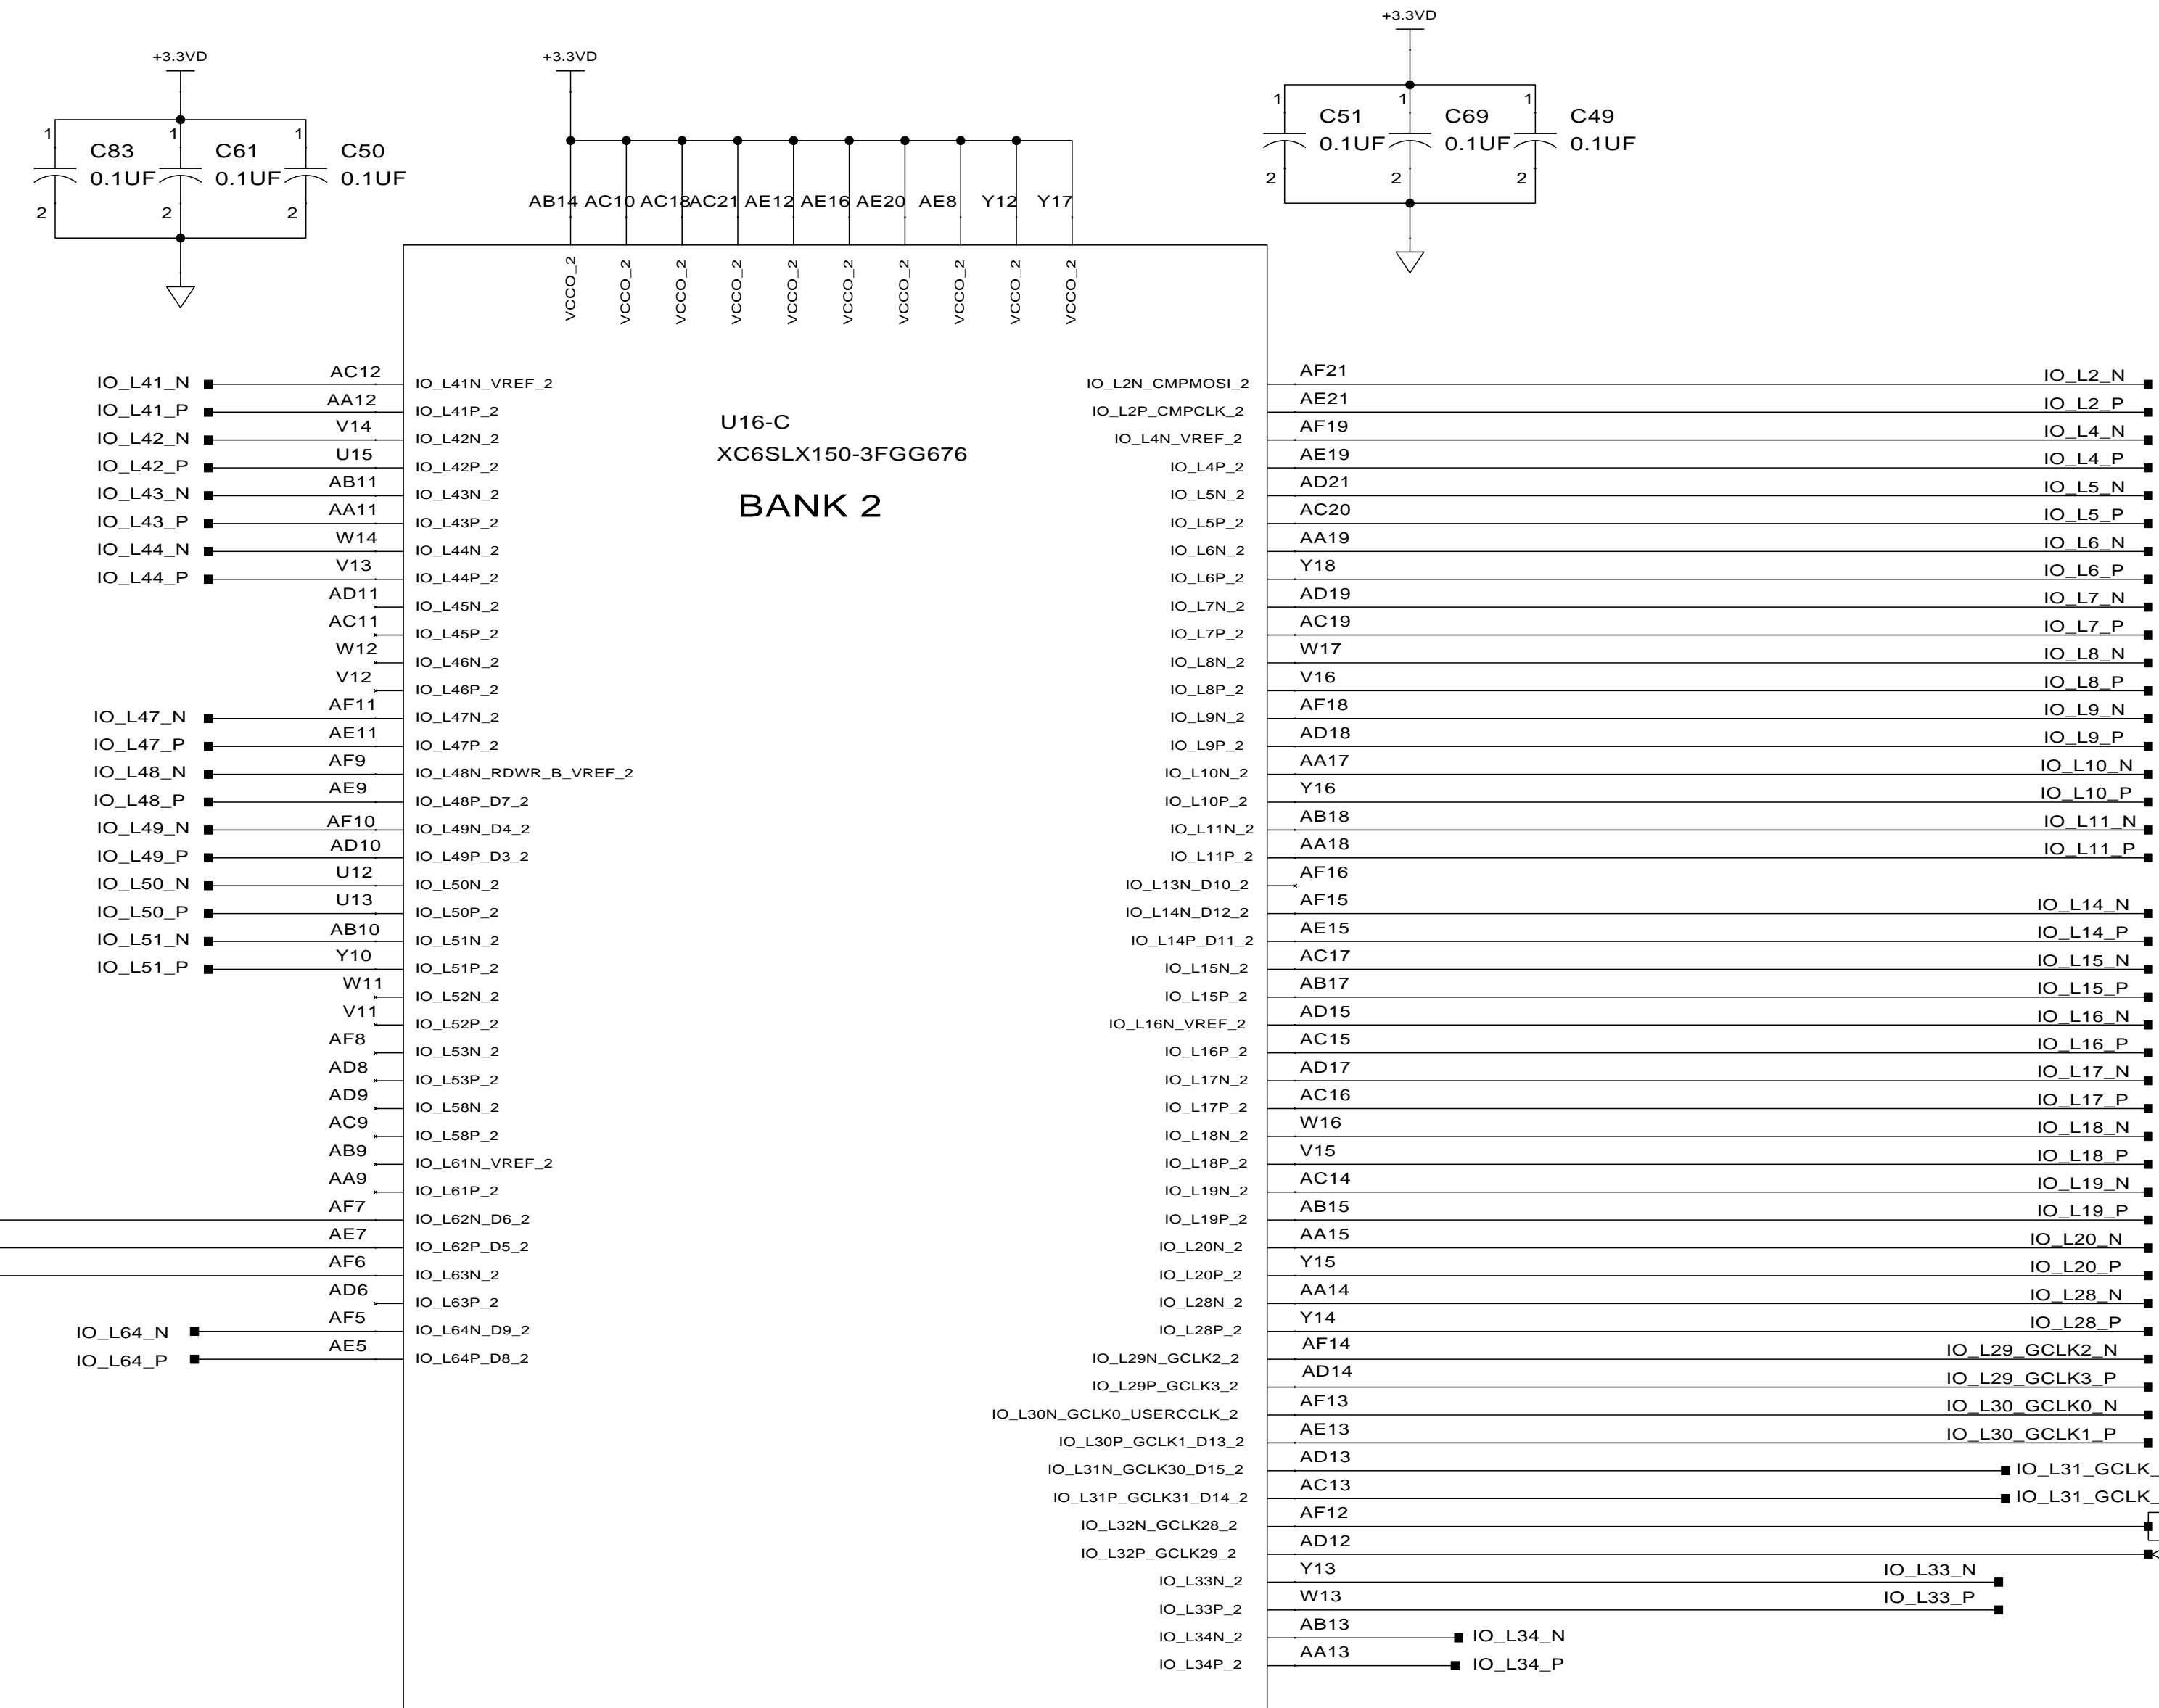 +3.3VD
+3.3VD
+3.3VD
1 C83 0.1UF 2
1 C61 0.1UF 2
1 C50 0.1UF 2
1 C51 0.1UF 2
1 C69 0.1UF 2
1 C49 0.1UF 2
AB14 AC10 AC18 AC21 AE12 AE16 AE20 AE8 Y12 Y17
VCCO_2 VCCO_2 VCCO_2 VCCO_2 VCCO_2 VCCO_2 VCCO_2 VCCO_2 VCCO_2 VCCO_2
U16-C
XC6SLX150-3FGG676
BANK 2
IO_L41_N AC12 IO_L41N_VREF_2
IO_L41_P AA12 IO_L41P_2
IO_L42_N V14 IO_L42N_2
IO_L42_P U15 IO_L42P_2
IO_L43_N AB11 IO_L43N_2
IO_L43_P AA11 IO_L43P_2
IO_L44_N W14 IO_L44N_2
IO_L44_P V13 IO_L44P_2
AD11 IO_L45N_2
AC11 IO_L45P_2
W12 IO_L46N_2
V12 IO_L46P_2
IO_L47_N AF11 IO_L47N_2
IO_L47_P AE11 IO_L47P_2
IO_L48_N AF9 IO_L48N_RDWR_B_VREF_2
IO_L48_P AE9 IO_L48P_D7_2
IO_L49_N AF10 IO_L49N_D4_2
IO_L49_P AD10 IO_L49P_D3_2
IO_L50_N U12 IO_L50N_2
IO_L50_P U13 IO_L50P_2
IO_L51_N AB10 IO_L51N_2
IO_L51_P Y10 IO_L51P_2
W11 IO_L52N_2
V11 IO_L52P_2
AF8 IO_L53N_2
AD8 IO_L53P_2
AD9 IO_L58N_2
AC9 IO_L58P_2
AB9 IO_L61N_VREF_2
AA9 IO_L61P_2
AF7 IO_L62N_D6_2
AE7 IO_L62P_D5_2
AF6 IO_L63N_2
AD6 IO_L63P_2
IO_L64_N AF5 IO_L64N_D9_2
IO_L64_P AE5 IO_L64P_D8_2
IO_L2N_CMPMOSI_2 AF21 IO_L2_N
IO_L2P_CMPCLK_2 AE21 IO_L2_P
IO_L4N_VREF_2 AF19 IO_L4_N
IO_L4P_2 AE19 IO_L4_P
IO_L5N_2 AD21 IO_L5_N
IO_L5P_2 AC20 IO_L5_P
IO_L6N_2 AA19 IO_L6_N
IO_L6P_2 Y18 IO_L6_P
IO_L7N_2 AD19 IO_L7_N
IO_L7P_2 AC19 IO_L7_P
IO_L8N_2 W17 IO_L8_N
IO_L8P_2 V16 IO_L8_P
IO_L9N_2 AF18 IO_L9_N
IO_L9P_2 AD18 IO_L9_P
IO_L10N_2 AA17 IO_L10_N
IO_L10P_2 Y16 IO_L10_P
IO_L11N_2 AB18 IO_L11_N
IO_L11P_2 AA18 IO_L11_P
IO_L13N_D10_2 AF16
IO_L14N_D12_2 AF15 IO_L14_N
IO_L14P_D11_2 AE15 IO_L14_P
IO_L15N_2 AC17 IO_L15_N
IO_L15P_2 AB17 IO_L15_P
IO_L16N_VREF_2 AD15 IO_L16_N
IO_L16P_2 AC15 IO_L16_P
IO_L17N_2 AD17 IO_L17_N
IO_L17P_2 AC16 IO_L17_P
IO_L18N_2 W16 IO_L18_N
IO_L18P_2 V15 IO_L18_P
IO_L19N_2 AC14 IO_L19_N
IO_L19P_2 AB15 IO_L19_P
IO_L20N_2 AA15 IO_L20_N
IO_L20P_2 Y15 IO_L20_P
IO_L28N_2 AA14 IO_L28_N
IO_L28P_2 Y14 IO_L28_P
IO_L29N_GCLK2_2 AF14 IO_L29_GCLK2_N
IO_L29P_GCLK3_2 AD14 IO_L29_GCLK3_P
IO_L30N_GCLK0_USERCCLK_2 AF13 IO_L30_GCLK0_N
IO_L30P_GCLK1_D13_2 AE13 IO_L30_GCLK1_P
IO_L31N_GCLK30_D15_2 AD13 IO_L31_GCLK_
IO_L31P_GCLK31_D14_2 AC13 IO_L31_GCLK_
IO_L32N_GCLK28_2 AF12
IO_L32P_GCLK29_2 AD12
IO_L33N_2 Y13 IO_L33_N
IO_L33P_2 W13 IO_L33_P
IO_L34N_2 AB13 IO_L34_N
IO_L34P_2 AA13 IO_L34_P